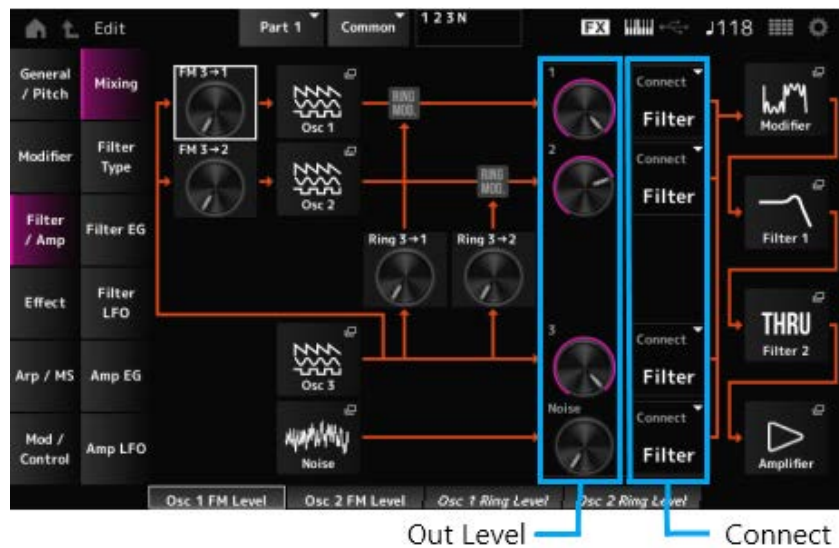 Edit
Part 1
Common
1 2 3 N
FX
♩118
General
/ Pitch
Modifier
Filter
/ Amp
Effect
Arp / MS
Mod /
Control
Mixing
Filter
Type
Filter EG
Filter
LFO
Amp EG
Amp LFO
FM 3→1
FM 3→2
Osc 1
Osc 2
RING
MOD.
RING
MOD.
Ring 3→1
Ring 3→2
Osc 3
Noise
1
2
3
Noise
Connect
Filter
Connect
Filter
Connect
Filter
Connect
Filter
Modifier
Filter 1
THRU
Filter 2
Amplifier
Osc 1 FM Level
Osc 2 FM Level
Osc 1 Ring Level
Osc 2 Ring Level
Out Level
Connect